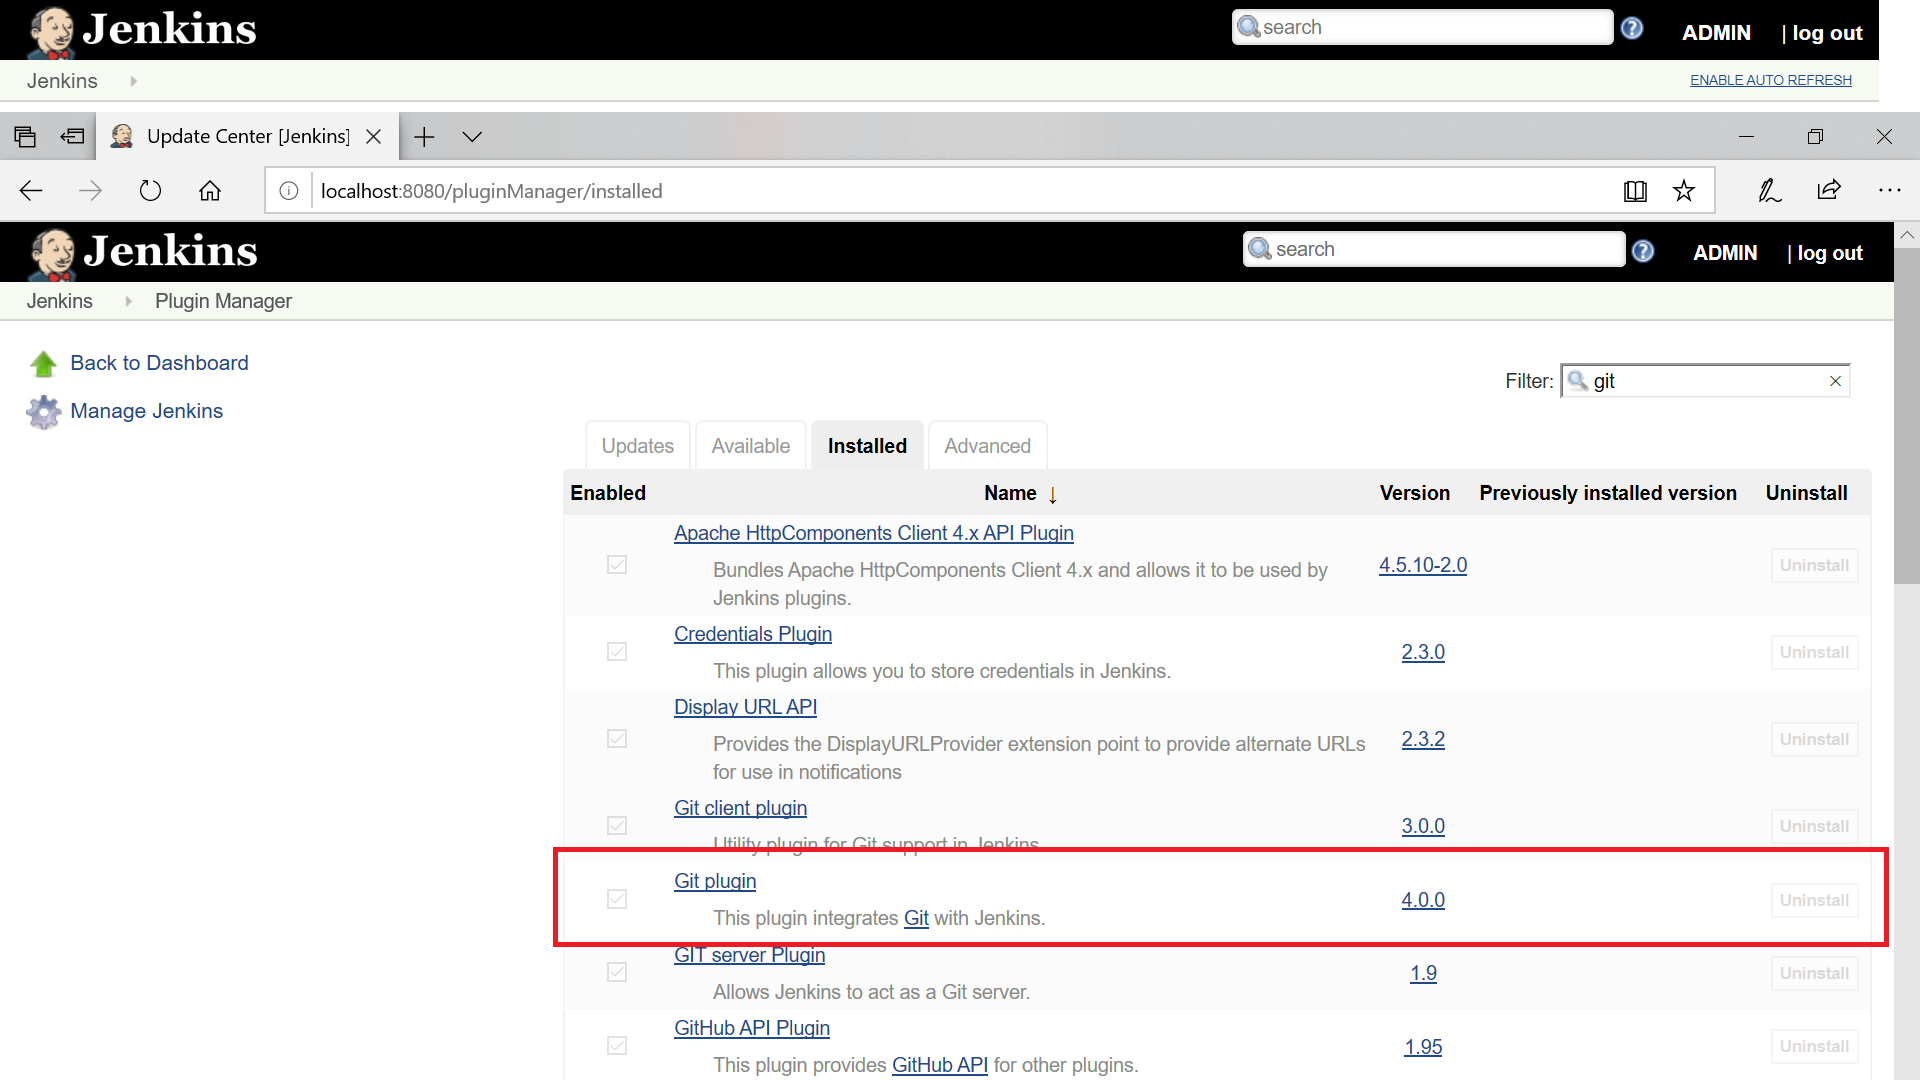 Jenkins
search
ADMIN
| log out
Jenkins
ENABLE AUTO REFRESH
Update Center [Jenkins]
localhost:8080/pluginManager/installed
Jenkins
search
ADMIN
| log out
Jenkins
Plugin Manager
Back to Dashboard
Manage Jenkins
Filter: git
Updates
Available
Installed
Advanced
Enabled
Name ↓
Version
Previously installed version
Uninstall
Apache HttpComponents Client 4.x API Plugin
Bundles Apache HttpComponents Client 4.x and allows it to be used by
Jenkins plugins.
4.5.10-2.0
Uninstall
Credentials Plugin
This plugin allows you to store credentials in Jenkins.
2.3.0
Uninstall
Display URL API
Provides the DisplayURLProvider extension point to provide alternate URLs
for use in notifications
2.3.2
Uninstall
Git client plugin
Utility plugin for Git support in Jenkins
3.0.0
Uninstall
Git plugin
This plugin integrates Git with Jenkins.
4.0.0
Uninstall
GIT server Plugin
Allows Jenkins to act as a Git server.
1.9
Uninstall
GitHub API Plugin
This plugin provides GitHub API for other plugins.
1.95
Uninstall